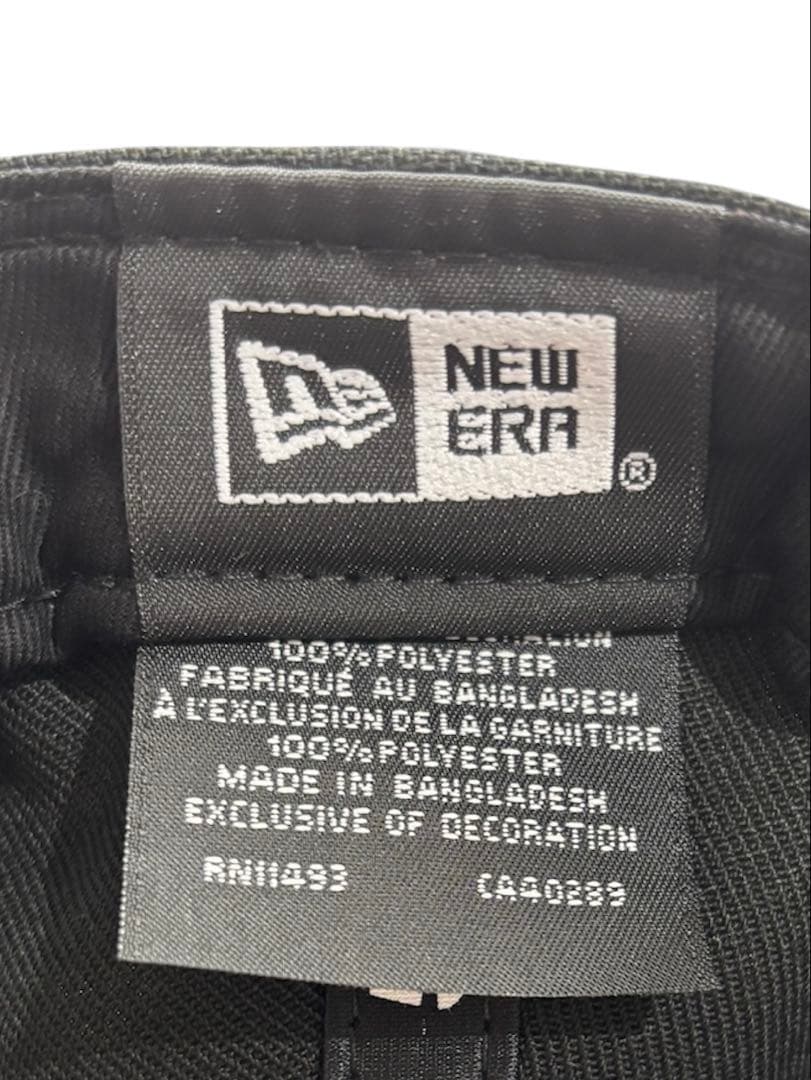 NEW
ERA
®
100% POLYESTER
FABRIQUÉ AU BANGLADESH
À L'EXCLUSION DE LA GARNITURE
100% POLYESTER
MADE IN BANGLADESH
EXCLUSIVE OF DECORATION
RN11493 CA40289